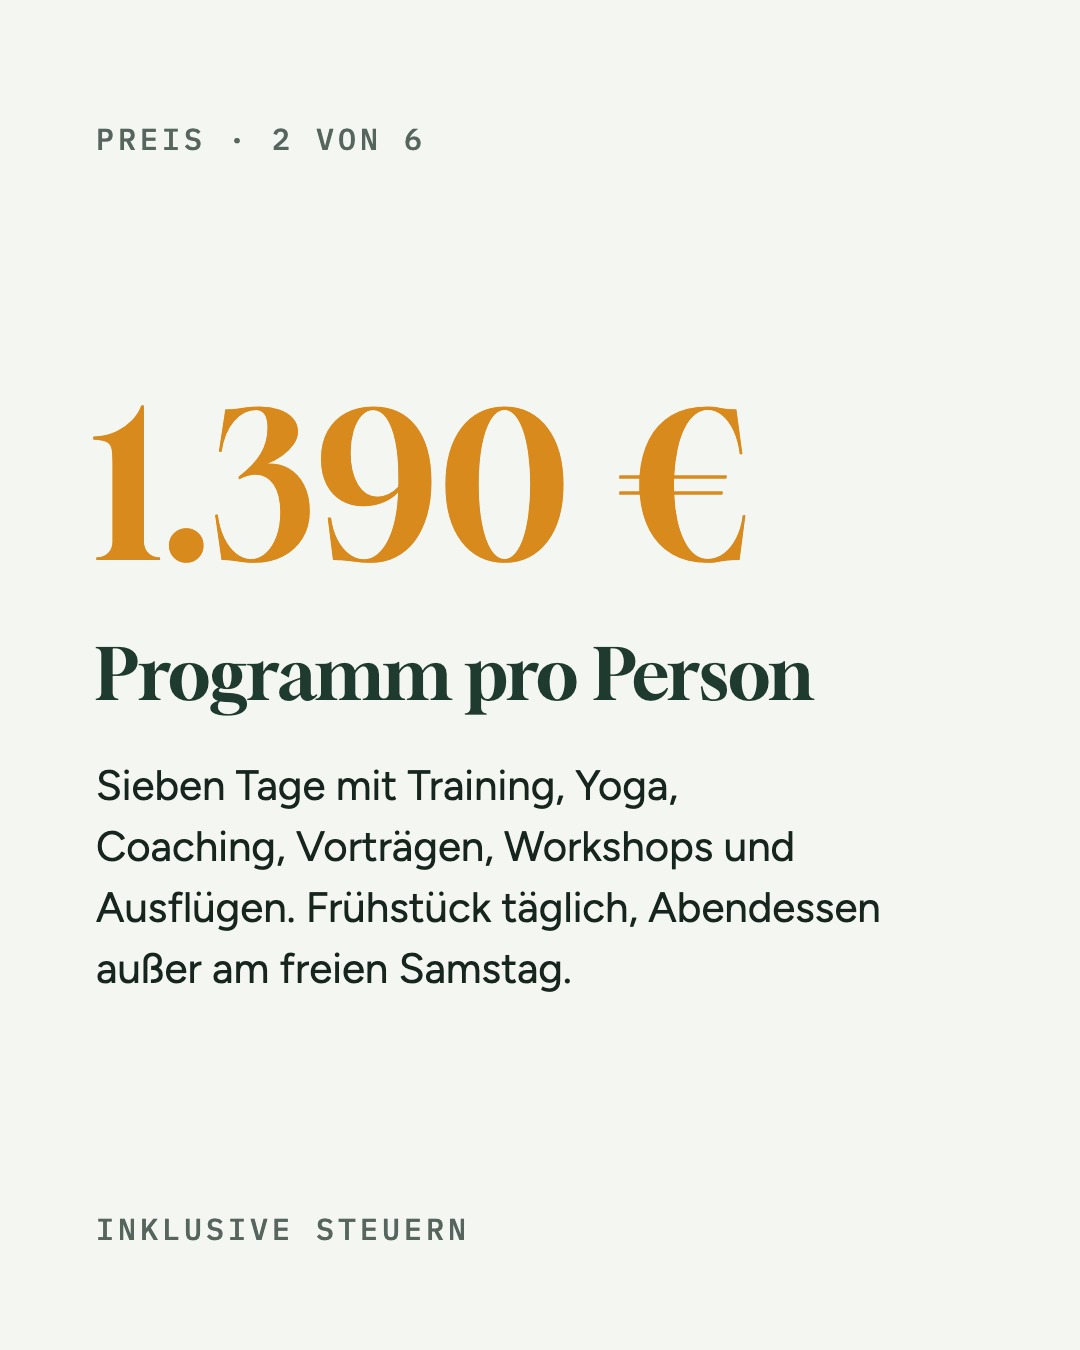 PREIS · 2 VON 6
1.390 €
Programm pro Person
Sieben Tage mit Training, Yoga,
Coaching, Vorträgen, Workshops und
Ausflügen. Frühstück täglich, Abendessen
außer am freien Samstag.
INKLUSIVE STEUERN